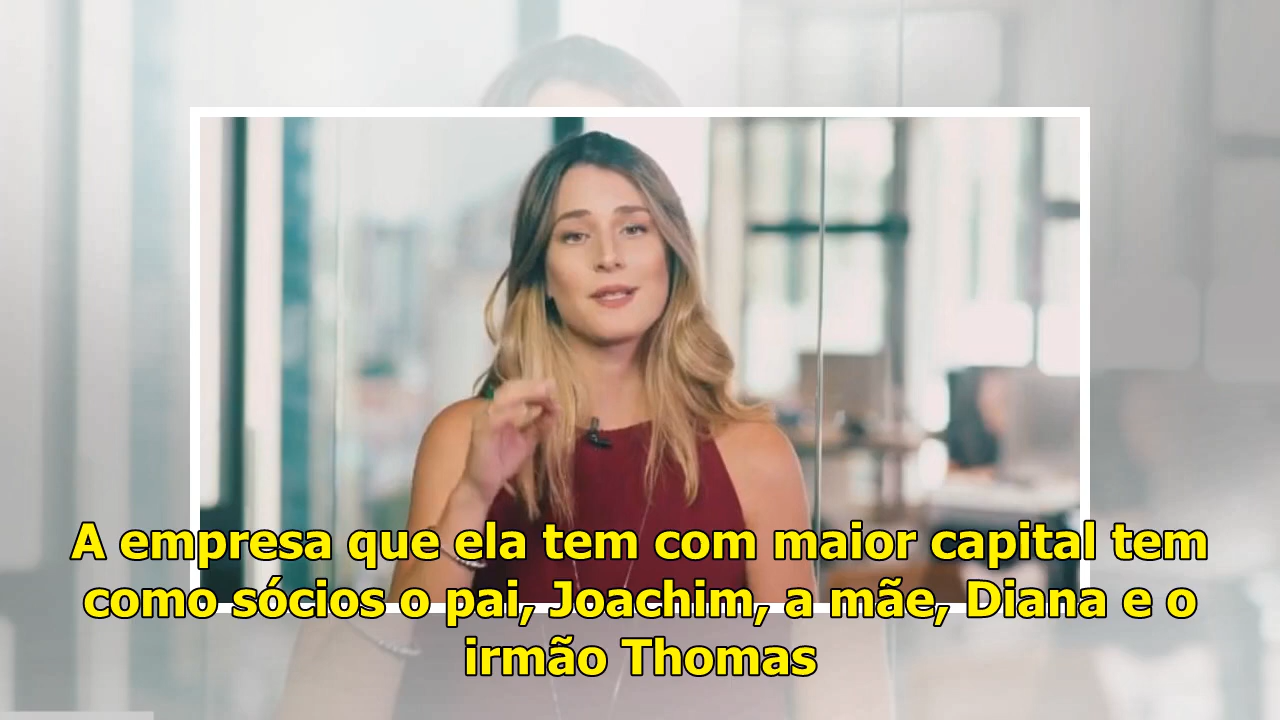 A empresa que ela tem com maior capital tem
como sócios o pai, Joachim, a mãe, Diana e o
irmão Thomas